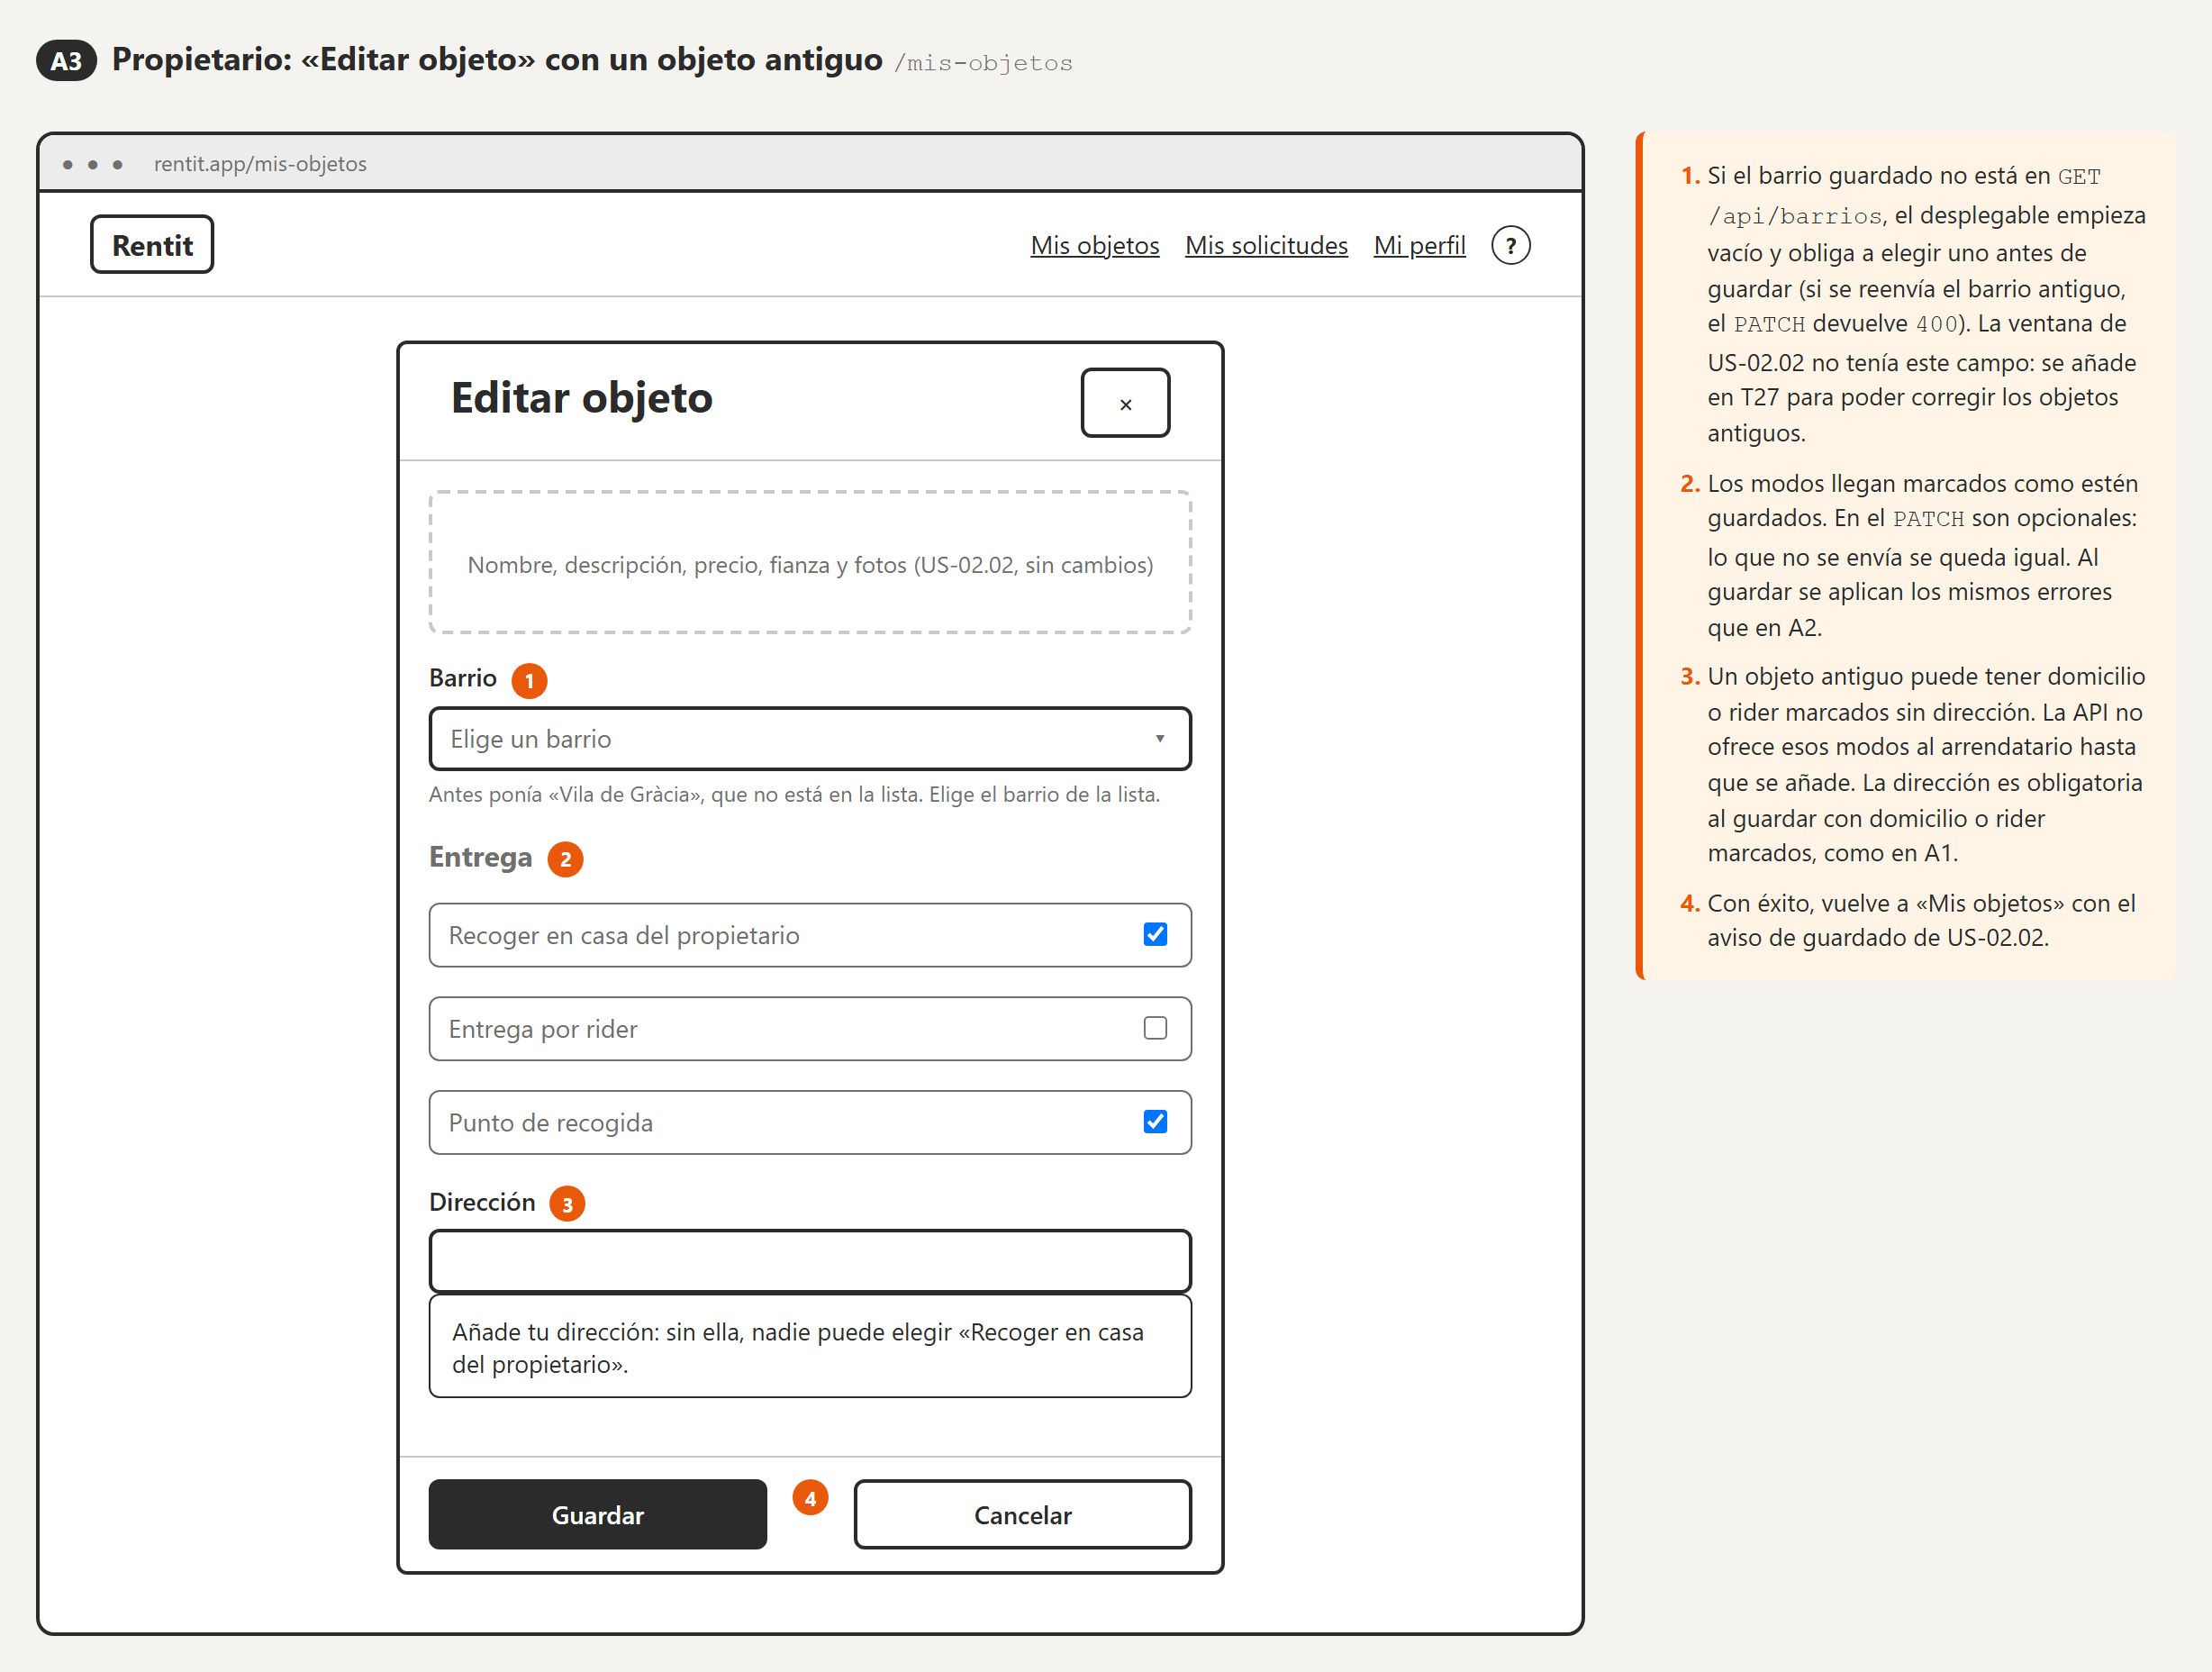 A3 Propietario: «Editar objeto» con un objeto antiguo /mis-objetos
rentit.app/mis-objetos
Rentit
Mis objetos Mis solicitudes Mi perfil ?
Editar objeto ×
Nombre, descripción, precio, fianza y fotos (US-02.02, sin cambios)
Barrio 1
Elige un barrio ▼
Antes ponía «Vila de Gràcia», que no está en la lista. Elige el barrio de la lista.
Entrega 2
Recoger en casa del propietario
Entrega por rider
Punto de recogida
Dirección 3
Añade tu dirección: sin ella, nadie puede elegir «Recoger en casa
del propietario».
Guardar 4 Cancelar
1. Si el barrio guardado no está en GET
/api/barrios, el desplegable empieza
vacío y obliga a elegir uno antes de
guardar (si se reenvía el barrio antiguo,
el PATCH devuelve 400). La ventana de
US-02.02 no tenía este campo: se añade
en T27 para poder corregir los objetos
antiguos.
2. Los modos llegan marcados como estén
guardados. En el PATCH son opcionales:
lo que no se envía se queda igual. Al
guardar se aplican los mismos errores
que en A2.
3. Un objeto antiguo puede tener domicilio
o rider marcados sin dirección. La API no
ofrece esos modos al arrendatario hasta
que se añade. La dirección es obligatoria
al guardar con domicilio o rider
marcados, como en A1.
4. Con éxito, vuelve a «Mis objetos» con el
aviso de guardado de US-02.02.